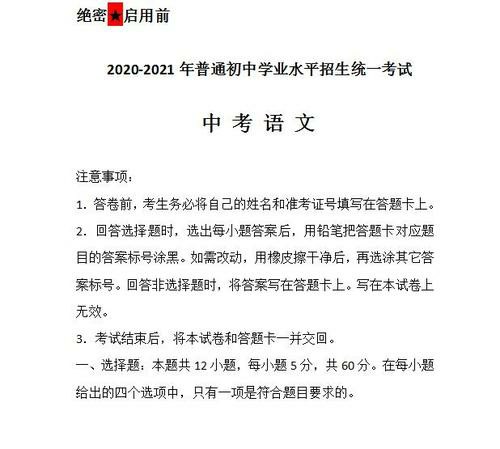 绝密★启用前
2020-2021 年普通初中学业水平招生统一考试
中 考 语 文
注意事项：
1．答卷前，考生务必将自己的姓名和准考证号填写在答题卡上。
2．回答选择题时，选出每小题答案后，用铅笔把答题卡对应题
目的答案标号涂黑。如需改动，用橡皮擦干净后，再选涂其它答
案标号。回答非选择题时，将答案写在答题卡上。写在本试卷上
无效。
3．考试结束后，将本试卷和答题卡一并交回。
一、选择题：本题共 12 小题，每小题 5 分，共 60 分。在每小题
给出的四个选项中，只有一项是符合题目要求的。